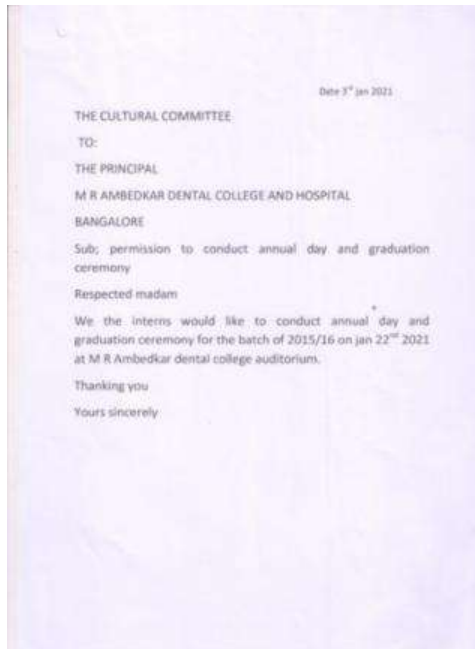 Date 3rd jan 2021
THE CULTURAL COMMITTEE
TO:
THE PRINCIPAL
M R AMBEDKAR DENTAL COLLEGE AND HOSPITAL
BANGALORE
Sub; permission to conduct annual day and graduation
ceremony
Respected madam
We the interns would like to conduct annual day and
graduation ceremony for the batch of 2015/16 on jan 22nd 2021
at M R Ambedkar dental college auditorium.
Thanking you
Yours sincerely